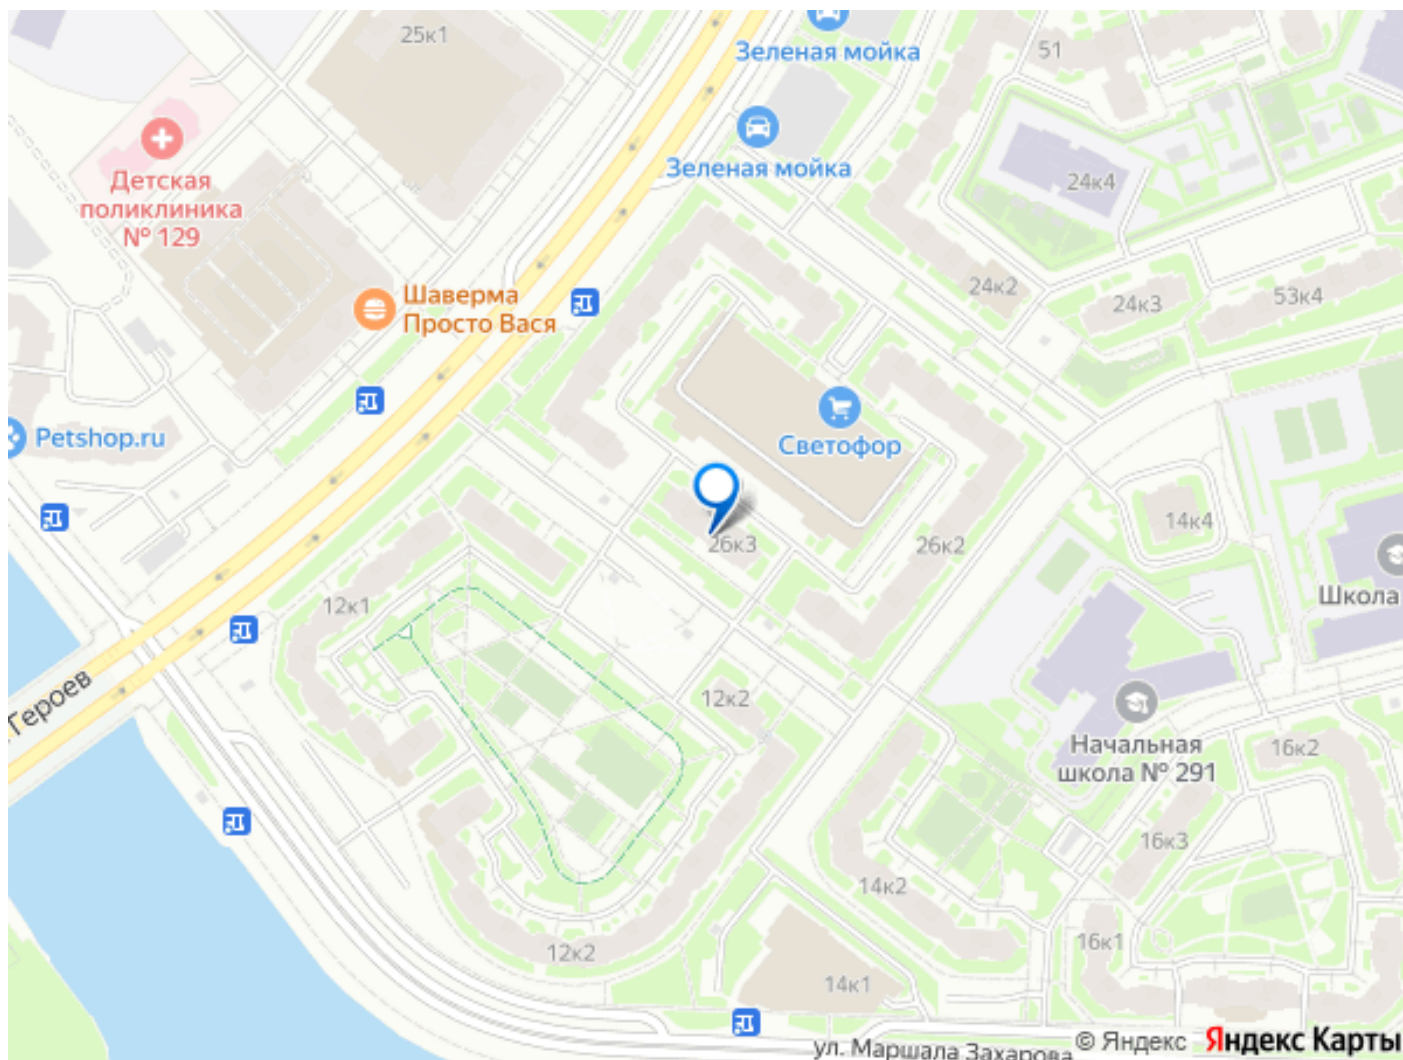 25к1
Зеленая мойка
51
Зеленая мойка
Детская
поликлиника
№ 129
24к4
Шаверма
Просто Вася
24к2
24к3
53к4
Petshop.ru
Светофор
26к3
26к2
14к4
Школа
12к1
Героев
12к2
Начальная
школа № 291
16к2
16к3
14к2
12к2
16к1
14к1
ул. Маршала Захарова
© Яндекс Яндекс Карты